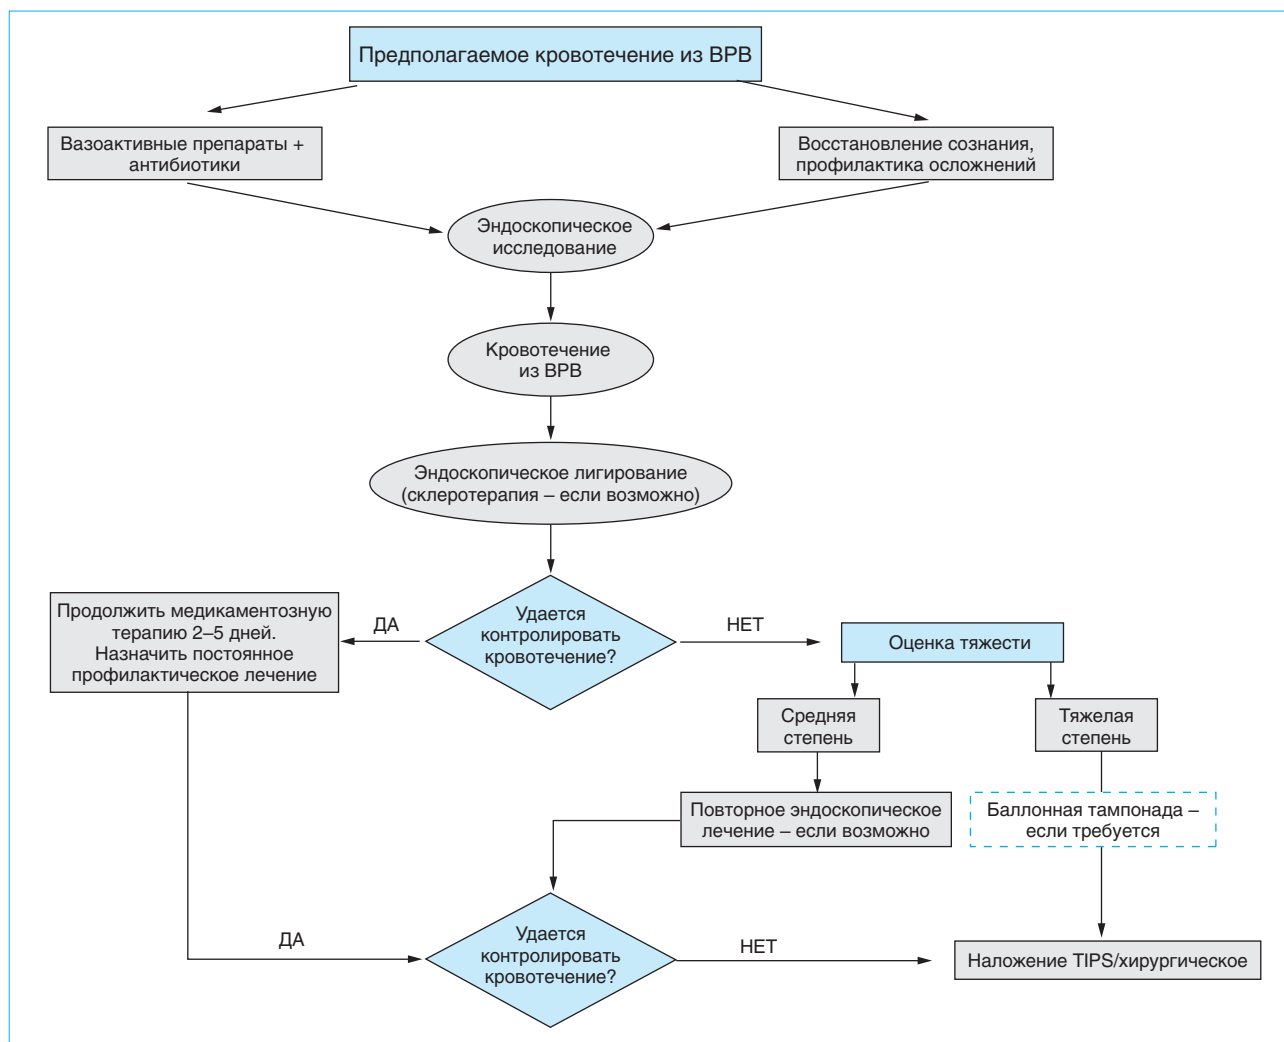 Предполагаемое кровотечение из ВРВ
Вазоактивные препараты +
антибиотики
Восстановление сознания,
профилактика осложнений
Эндоскопическое
исследование
Кровотечение
из ВРВ
Эндоскопическое лигирование
(склеротерапия – если возможно)
Удается
контролировать
кровотечение?
ДА
НЕТ
Продолжить медикаментозную
терапию 2–5 дней.
Назначить постоянное
профилактическое лечение
Оценка тяжести
Средняя
степень
Тяжелая
степень
Повторное эндоскопическое
лечение – если возможно
Баллонная тампонада –
если требуется
Удается
контролировать
кровотечение?
ДА
НЕТ
Наложение TIPS/хирургическое